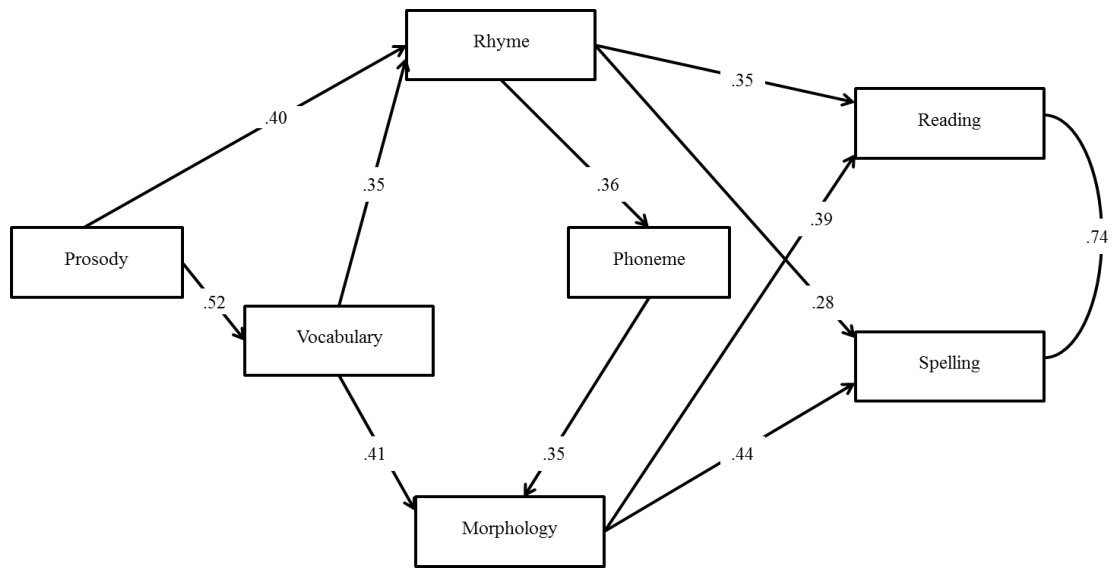 Rhyme
.35
Reading
.40
.35
.36
.39
.74
Prosody
Phoneme
.52
.28
Vocabulary
Spelling
.41
.35
.44
Morphology